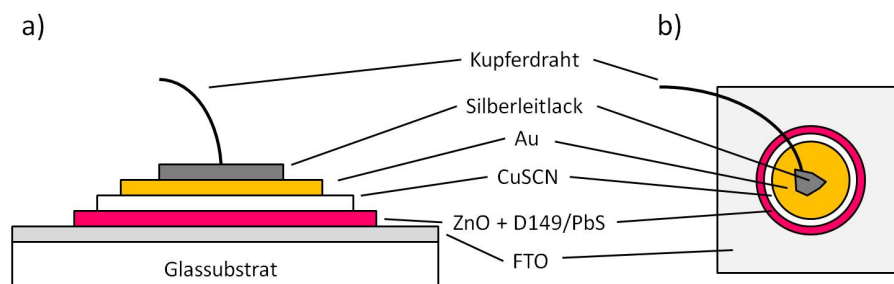 a)
b)
Kupferdraht
Silberleitlack
Au
CuSCN
ZnO + D149/PbS
FTO
Glassubstrat